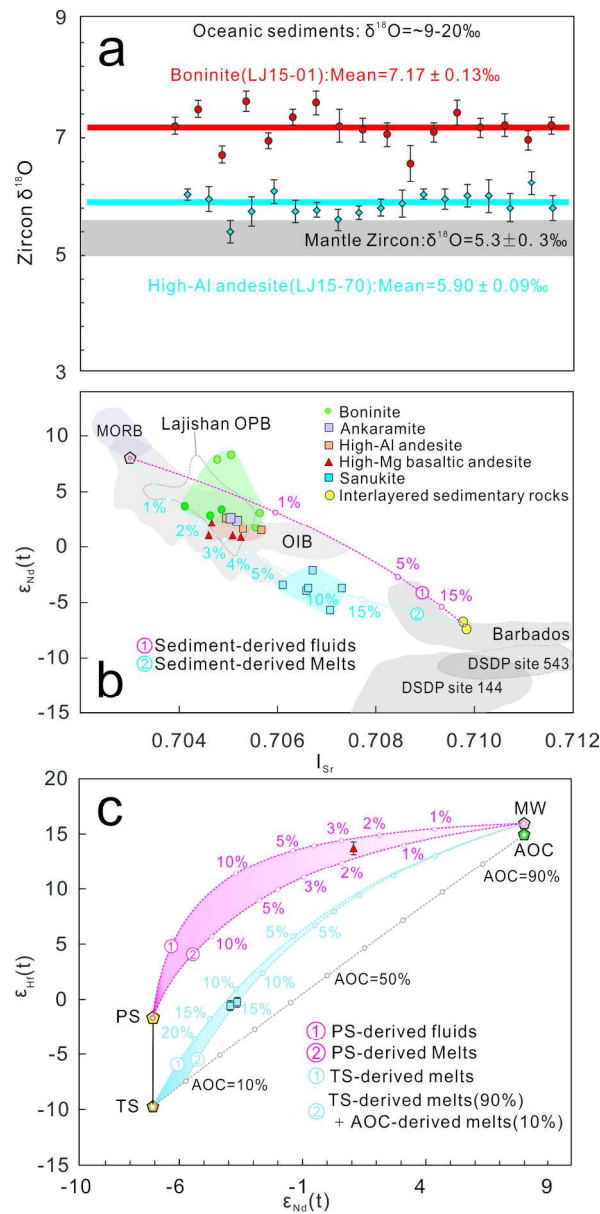 a
Oceanic sediments: δ¹⁸O=~9-20‰
Boninite(LJ15-01):Mean=7.17±0.13‰
Mantle Zircon:δ¹⁸O=5.3±0.3‰
High-Al andesite(LJ15-70):Mean=5.90±0.09‰
Zircon δ¹⁸O
9
7
5
3
b
MORB
Lajishan OPB
Boninite
Ankaramite
High-Al andesite
High-Mg basaltic andesite
Sanukite
Interlayered sedimentary rocks
OIB
1%
5%
15%
1%
2%
3%
4%
5%
10%
15%
1
2
① Sediment-derived fluids
② Sediment-derived Melts
Barbados
DSDP site 543
DSDP site 144
εNd(t)
10
5
0
-5
-10
-15
0.704
0.706
0.708
0.710
0.712
ISr
c
MW
AOC
PS
TS
1%
2%
3%
5%
10%
1%
2%
3%
5%
10%
5%
5%
10%
10%
15%
15%
20%
1
2
1
2
AOC=90%
AOC=50%
AOC=10%
① PS-derived fluids
② PS-derived Melts
① TS-derived melts
② TS-derived melts(90%)
+ AOC-derived melts(10%)
εHf(t)
20
15
10
5
0
-5
-10
-15
-10
-6
-1
4
9
εNd(t)